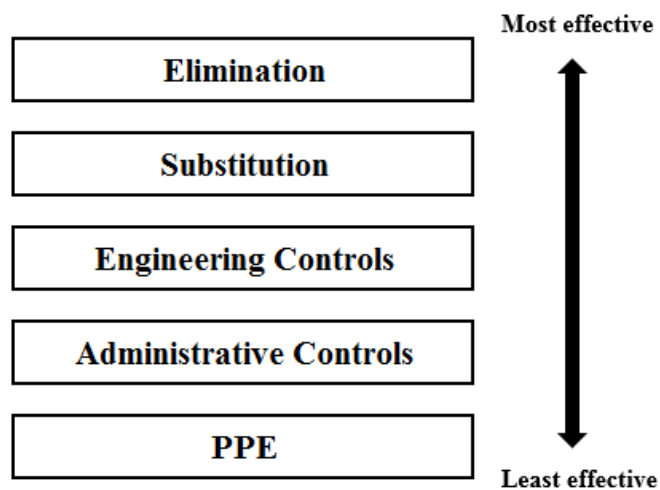 Most effective
Elimination
Substitution
Engineering Controls
Administrative Controls
PPE
Least effective